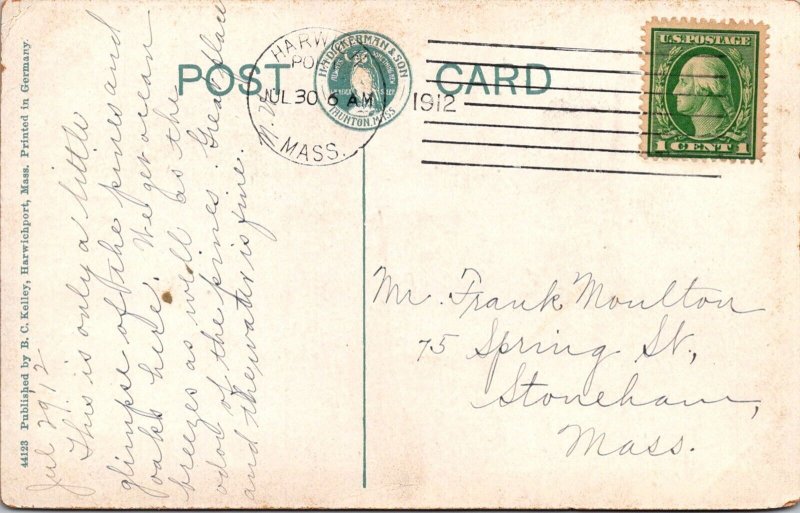 44123 Published by B. C. Kelley, Harwichport, Mass. Printed in Germany.
POST CARD
H.A. DICKERMAN & SON
TAUNTON, MASS
HARWICH
JUL 30 6 AM
MASS.
1912
U.S. POSTAGE
1 CENT 1
Jul 29, 12
This is only a little
glimpse of the pines and
oaks here. We get ocean
breezes as well as the
odor of the pines. Great
and the water is fine.
Mr. Frank Moulton
75 Spring St,
Stoneham,
Mass.